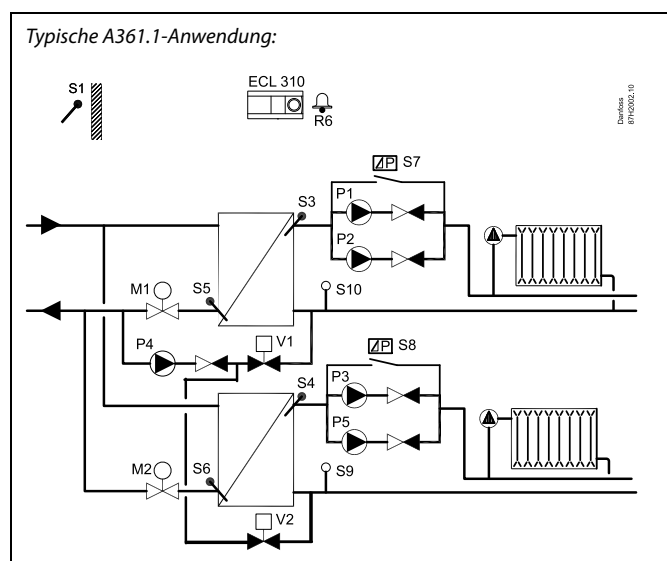 Typische A361.1-Anwendung:
S1
ECL 310
R6
Danfoss
87H2002.10
S7
P1
S3
P2
M1
S5
S10
P4
V1
S8
S4
P3
P5
M2
S6
S9
V2